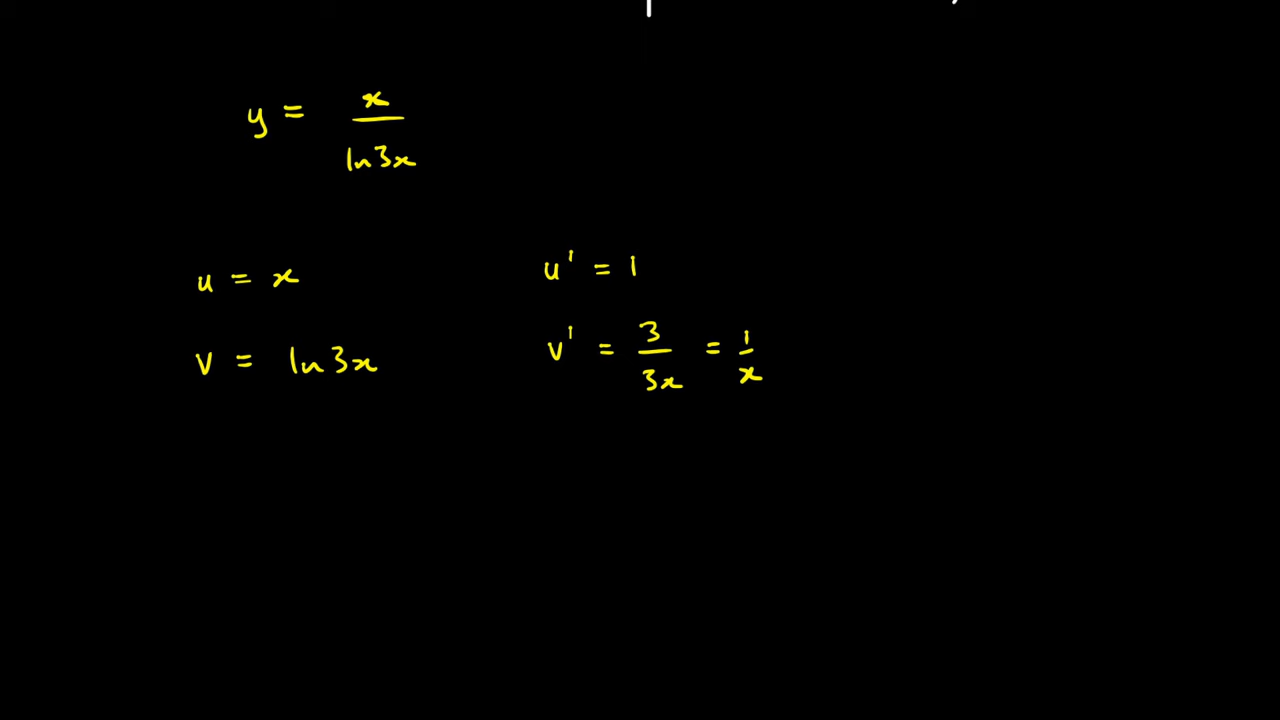 y = x / ln3x
u = x u' = 1
v = ln3x v' = 3/3x = 1/x